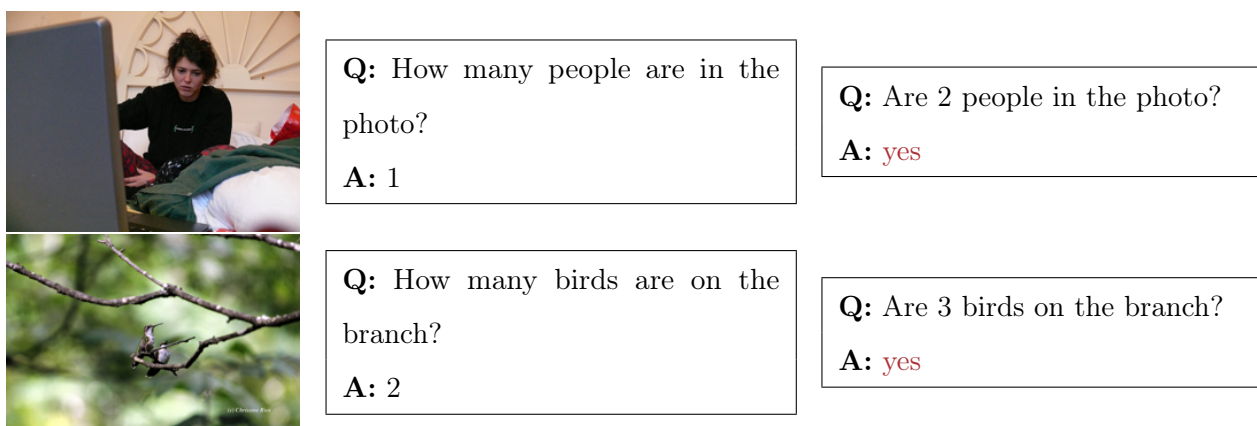 Q: How many people are in the
photo?
A: 1
Q: Are 2 people in the photo?
A: yes
Q: How many birds are on the
branch?
A: 2
Q: Are 3 birds on the branch?
A: yes